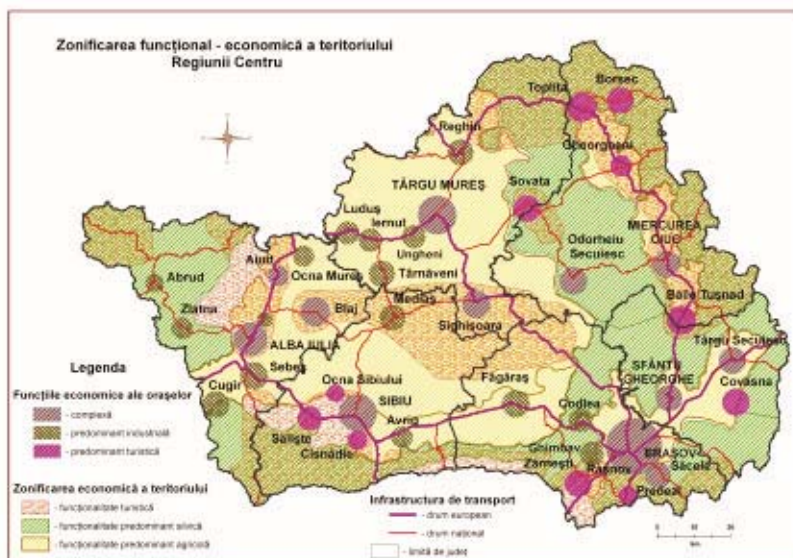 Zonificarea funcțional - economică a teritoriului
Regiunii Centru
Toplița
Borsec
Gheorgheni
Reghin
TÂRGU MUREȘ
Sovata
Luduș
Iernut
Ungheni
Târnăveni
MIERCUREA
CIUC
Odorheiu
Secuiesc
Aiud
Ocna Mureș
Abrud
Zlatna
Blaj
Mediaș
Sighișoara
Baile Tușnad
Târgu Secuiesc
ALBA IULIA
Sebeș
Cugir
Ocna Sibiului
SIBIU
Săliște
Cisnădie
Avrig
Făgăraș
SFÂNTU
GHEORGHE
Covasna
Codlea
Ghimbav
Zărnești
Râșnov
BRAȘOV
Săcele
Predeal
Legenda
Funcțiile economice ale orașelor
- complexă
- predominant industrială
- predominant turistică
Zonificarea economică a teritoriului
- funcționalitate turistică
- funcționalitate predominant silvică
- funcționalitate predominant agricolă
Infrastructura de transport
- drum european
- drum național
- limită de județ